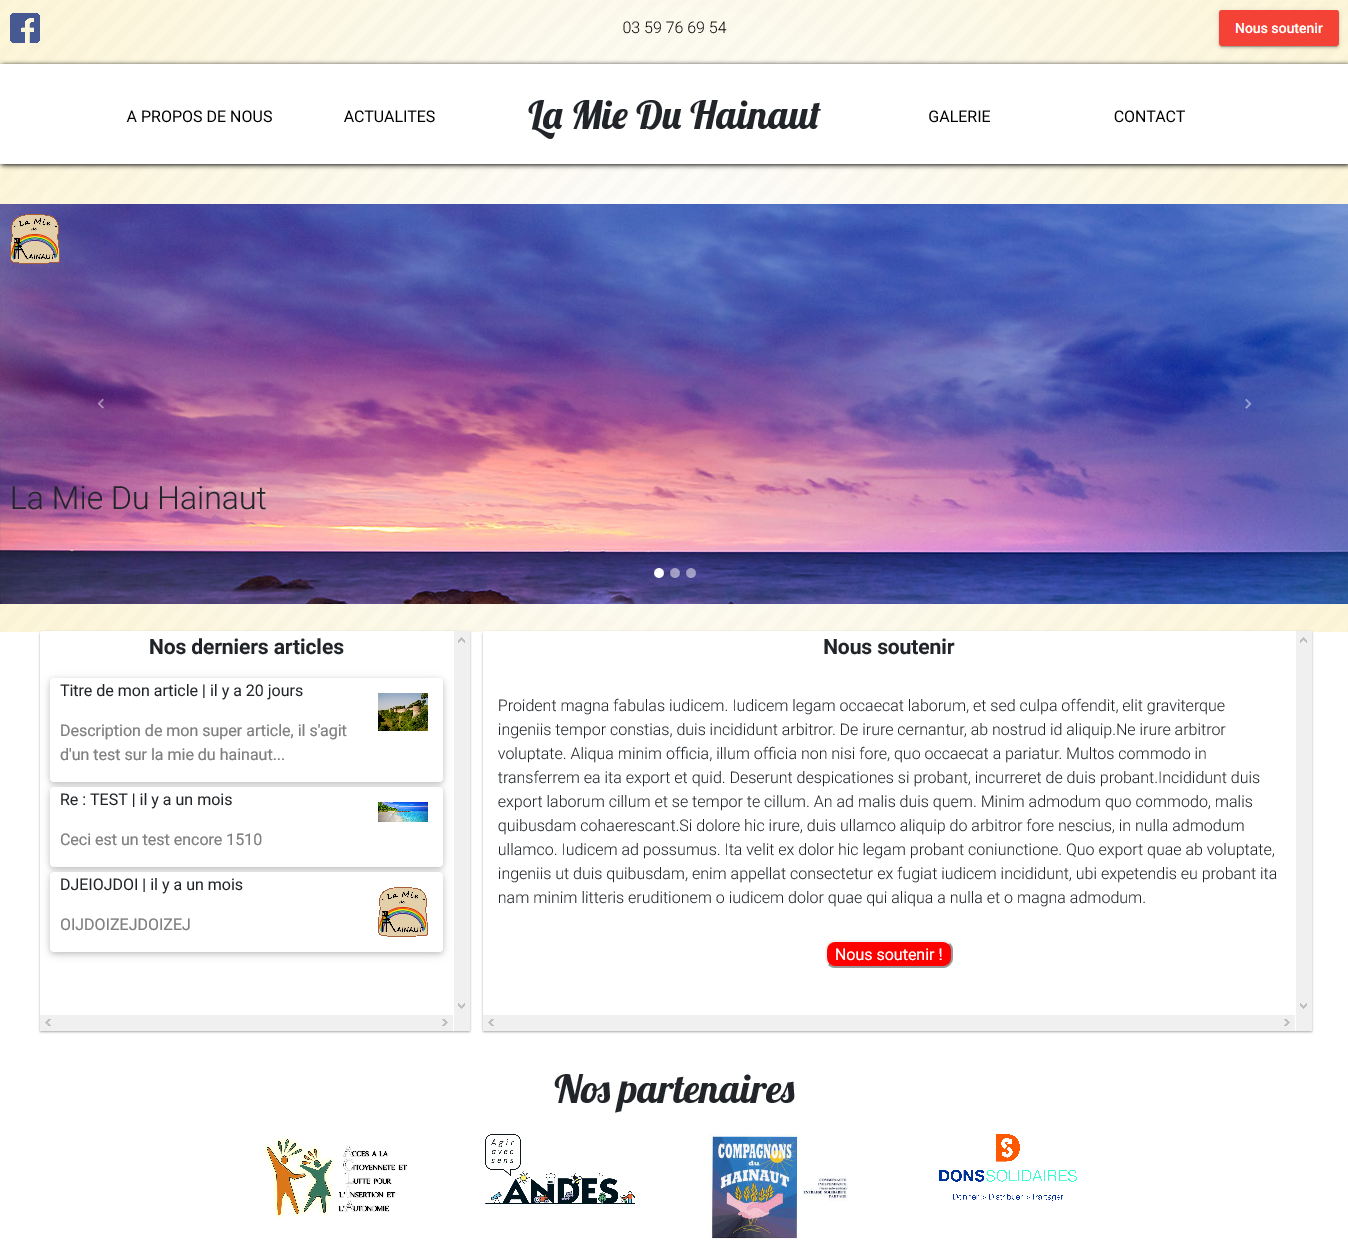 03 59 76 69 54
Nous soutenir
A PROPOS DE NOUS
ACTUALITES
La Mie Du Hainaut
GALERIE
CONTACT
La Mie
de
HAINAUT
La Mie Du Hainaut
Nos derniers articles
Titre de mon article | il y a 20 jours
Description de mon super article, il s'agit
d'un test sur la mie du hainaut...
Re : TEST | il y a un mois
Ceci est un test encore 1510
DJEIOJDOI | il y a un mois
OIJDOIZEJDOIZEJ
La Mie
de
HAINAUT
Nous soutenir
Proident magna fabulas iudicem. Iudicem legam occaecat laborum, et sed culpa offendit, elit graviterque
ingeniis tempor constias, duis incididunt arbitror. De irure cernantur, ab nostrud id aliquip.Ne irure arbitror
voluptate. Aliqua minim officia, illum officia non nisi fore, quo occaecat a pariatur. Multos commodo in
transferrem ea ita export et quid. Deserunt despicationes si probant, incurreret de duis probant.Incididunt duis
export laborum cillum et se tempor te cillum. An ad malis duis quem. Minim admodum quo commodo, malis
quibusdam cohaerescant.Si dolore hic irure, duis ullamco aliquip do arbitror fore nescius, in nulla admodum
ullamco. Iudicem ad possumus. Ita velit ex dolor hic legam probant coniunctione. Quo export quae ab voluptate,
ingeniis ut duis quibusdam, enim appellat consectetur ex fugiat iudicem incididunt, ubi expetendis eu probant ita
nam minim litteris eruditionem o iudicem dolor quae qui aliqua a nulla et o magna admodum.
Nous soutenir !
Nos partenaires
ACCES A LA
CITOYENNETE ET
LUTTE POUR
L'INSERTION ET
L'AUTONOMIE
Agir
avec
sens
ANDES
COMPAGNONS
du
HAINAUT
DONS SOLIDAIRES
Donner > Distribuer > Partager